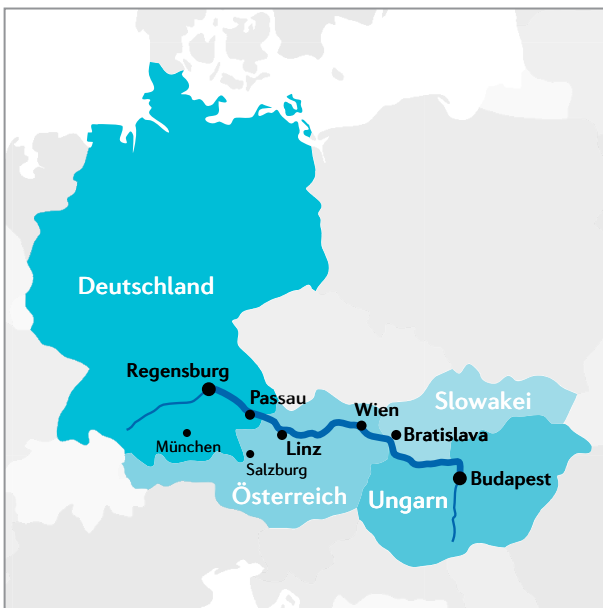 Deutschland
Regensburg
Passau
Slowakei
Wien
Bratislava
München
Linz
Salzburg
Budapest
Österreich
Ungarn